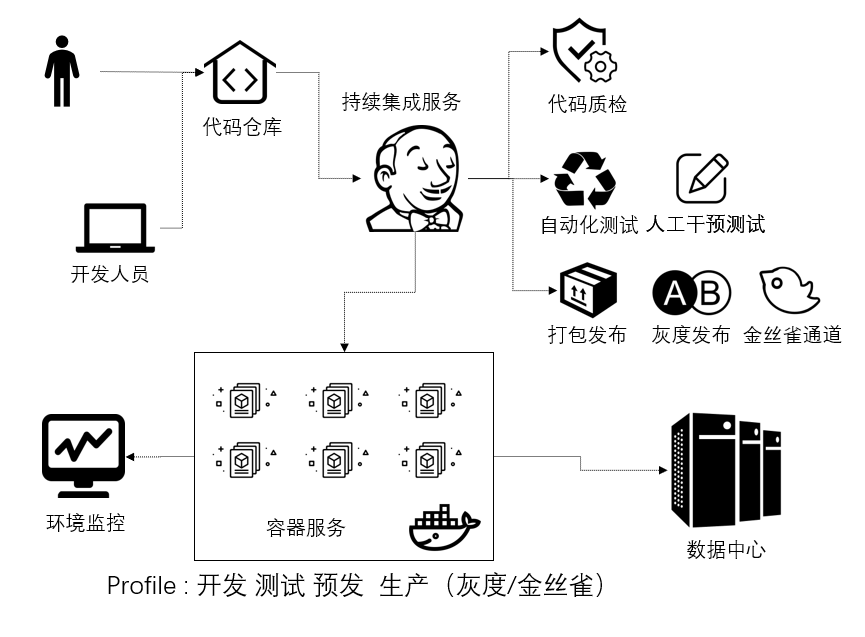 持续集成服务
代码仓库
代码质检
自动化测试
人工干预测试
开发人员
打包发布
A B
灰度发布
金丝雀通道
环境监控
容器服务
数据中心
Profile : 开发 测试 预发 生产（灰度/金丝雀）